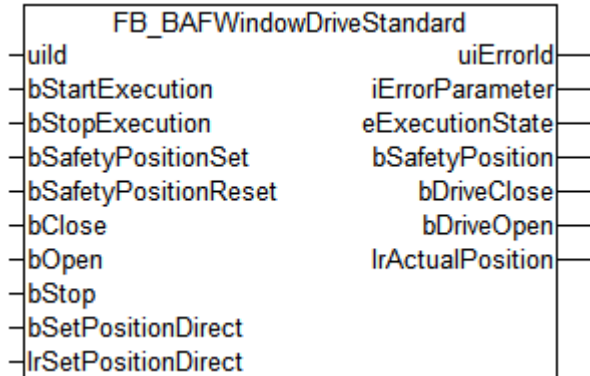 FB_BAFWindowDriveStandard
uiId uiErrorId
bStartExecution iErrorParameter
bStopExecution eExecutionState
bSafetyPositionSet bSafetyPosition
bSafetyPositionReset bDriveClose
bClose bDriveOpen
bOpen lrActualPosition
bStop
bSetPositionDirect
lrSetPositionDirect